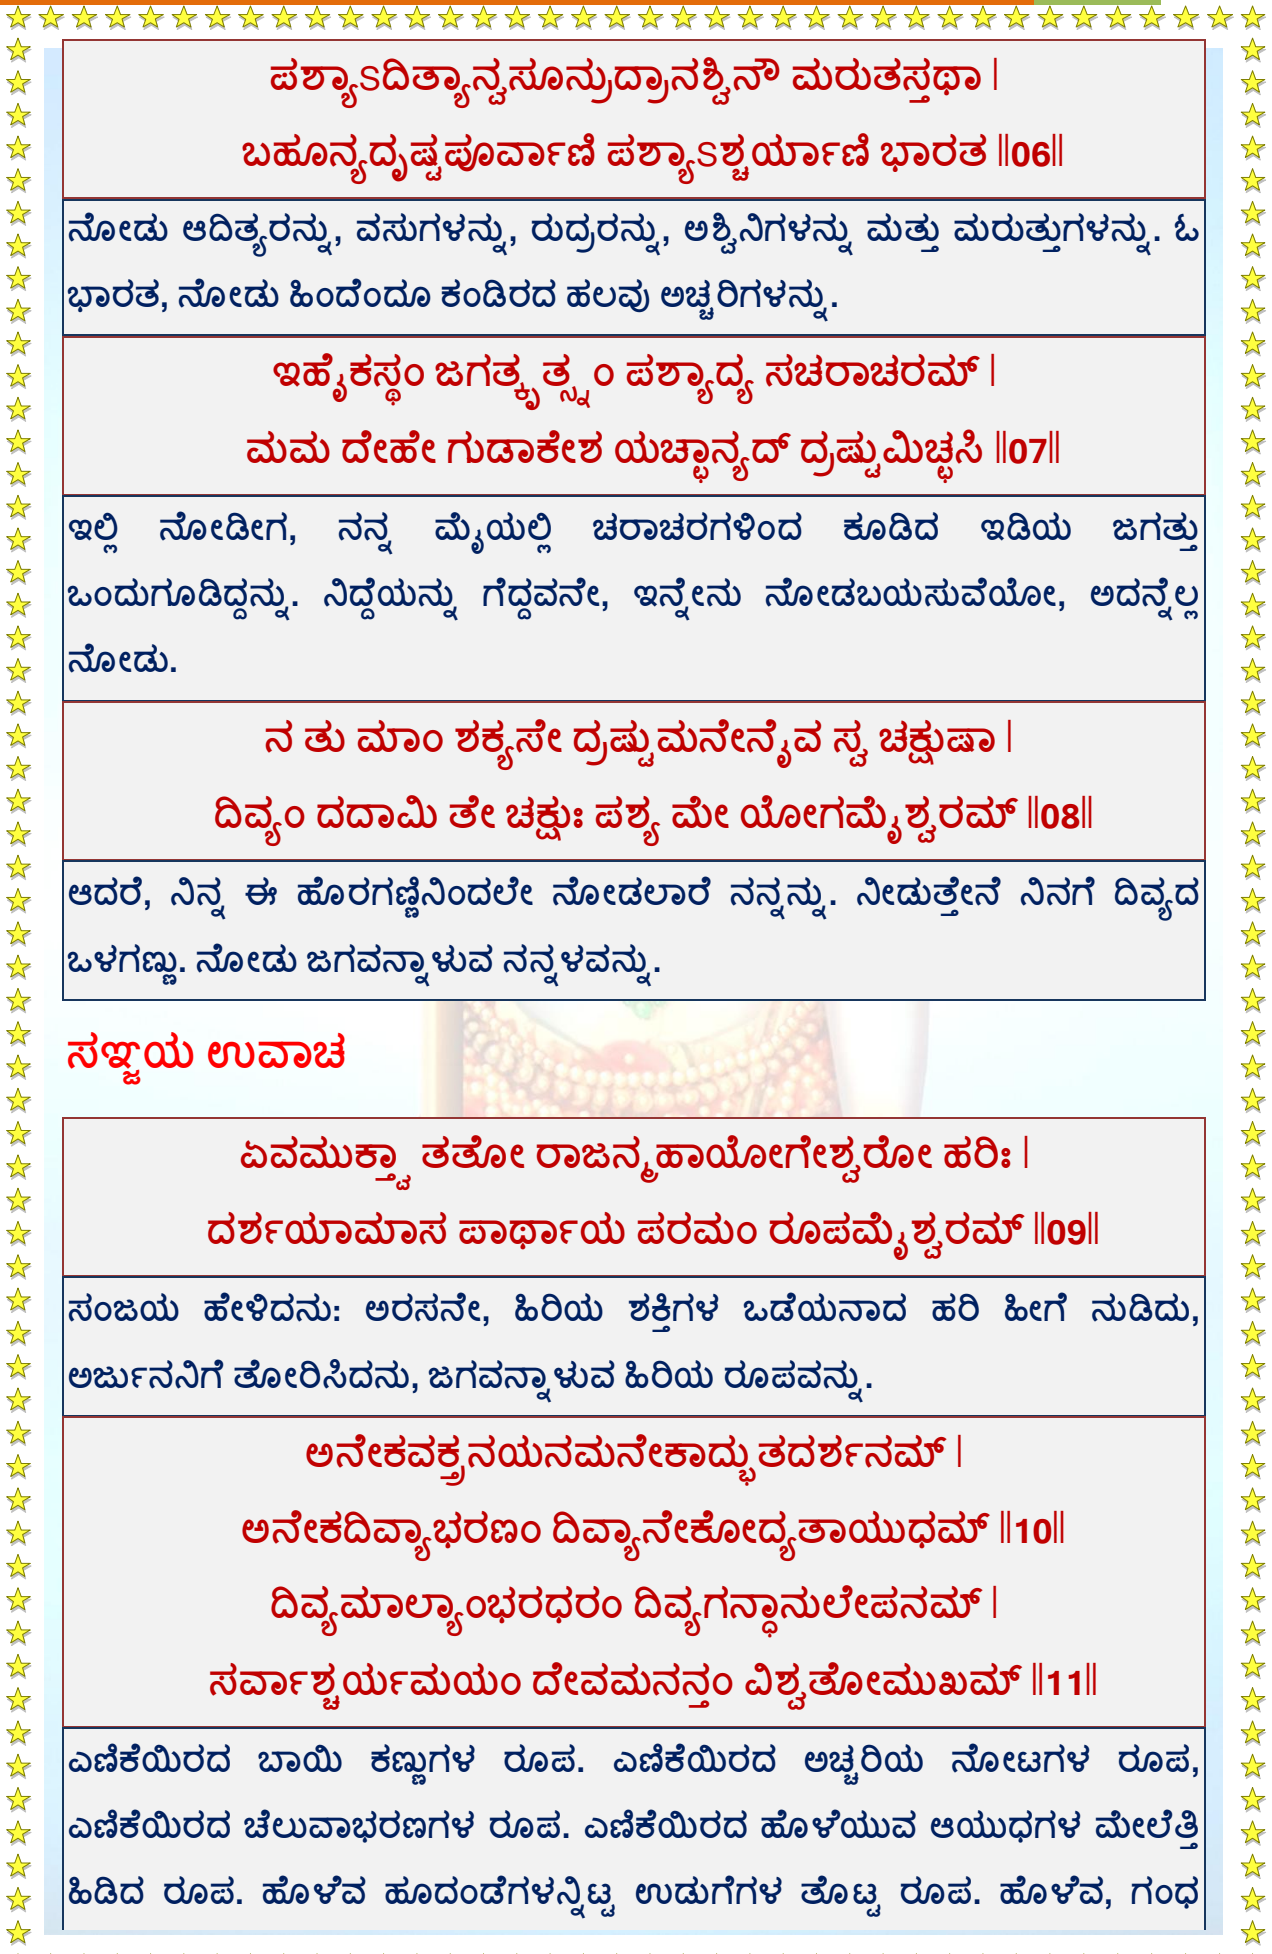 ಪಶ್ಯಾSದಿತ್ಯಾನ್ವಸೂನ್ರುದ್ರಾನಶ್ವಿನೌ ಮರುತಸ್ತಥಾ |
ಬಹೂನ್ಯದೃಷ್ಟಪೂರ್ವಾಣಿ ಪಶ್ಯಾSಶ್ಚರ್ಯಾಣಿ ಭಾರತ ||06||
ನೋಡು ಆದಿತ್ಯರನ್ನು, ವಸುಗಳನ್ನು, ರುದ್ರರನ್ನು, ಅಶ್ವಿನಿಗಳನ್ನು ಮತ್ತು ಮರುತ್ತುಗಳನ್ನು. ಓ
ಭಾರತ, ನೋಡು ಹಿಂದೆಂದೂ ಕಂಡಿರದ ಹಲವು ಅಚ್ಚರಿಗಳನ್ನು.
ಇಹೈಕಸ್ಥಂ ಜಗತ್ಕೃತ್ಸ್ನಂ ಪಶ್ಯಾದ್ಯ ಸಚರಾಚರಮ್ |
ಮಮ ದೇಹೇ ಗುಡಾಕೇಶ ಯಚ್ಛಾನ್ಯದ್ ದ್ರಷ್ಟುಮಿಚ್ಛಸಿ ||07||
ಇಲ್ಲಿ ನೋಡೀಗ, ನನ್ನ ಮೈಯಲ್ಲಿ ಚರಾಚರಗಳಿಂದ ಕೂಡಿದ ಇಡಿಯ ಜಗತ್ತು
ಒಂದುಗೂಡಿದ್ದನ್ನು. ನಿದ್ದೆಯನ್ನು ಗೆದ್ದವನೇ, ಇನ್ನೇನು ನೋಡಬಯಸುವೆಯೋ, ಅದನ್ನೆಲ್ಲ
ನೋಡು.
ನ ತು ಮಾಂ ಶಕ್ಯಸೇ ದ್ರಷ್ಟುಮನೇನೈವ ಸ್ವ ಚಕ್ಷುಷಾ |
ದಿವ್ಯಂ ದದಾಮಿ ತೇ ಚಕ್ಷುಃ ಪಶ್ಯ ಮೇ ಯೋಗಮೈಶ್ವರಮ್ ||08||
ಆದರೆ, ನಿನ್ನ ಈ ಹೊರಗಣ್ಣಿನಿಂದಲೇ ನೋಡಲಾರೆ ನನ್ನನ್ನು. ನೀಡುತ್ತೇನೆ ನಿನಗೆ ದಿವ್ಯದ
ಒಳಗಣ್ಣು. ನೋಡು ಜಗವನ್ನಾಳುವ ನನ್ನಳವನ್ನು.
ಸಞ್ಜಯ ಉವಾಚ
ಏವಮುಕ್ತ್ವಾ ತತೋ ರಾಜನ್ಮಹಾಯೋಗೇಶ್ವರೋ ಹರಿಃ |
ದರ್ಶಯಾಮಾಸ ಪಾರ್ಥಾಯ ಪರಮಂ ರೂಪಮೈಶ್ವರಮ್ ||09||
ಸಂಜಯ ಹೇಳಿದನು: ಅರಸನೇ, ಹಿರಿಯ ಶಕ್ತಿಗಳ ಒಡೆಯನಾದ ಹರಿ ಹೀಗೆ ನುಡಿದು,
ಅರ್ಜುನನಿಗೆ ತೋರಿಸಿದನು, ಜಗವನ್ನಾಳುವ ಹಿರಿಯ ರೂಪವನ್ನು.
ಅನೇಕವಕ್ತ್ರನಯನಮನೇಕಾದ್ಭುತದರ್ಶನಮ್ |
ಅನೇಕದಿವ್ಯಾಭರಣಂ ದಿವ್ಯಾನೇಕೋದ್ಯತಾಯುಧಮ್ ||10||
ದಿವ್ಯಮಾಲ್ಯಾಂಭರಧರಂ ದಿವ್ಯಗನ್ಧಾನುಲೇಪನಮ್ |
ಸರ್ವಾಶ್ಚರ್ಯಮಯಂ ದೇವಮನನ್ತಂ ವಿಶ್ವತೋಮುಖಮ್ ||11||
ಎಣಿಕೆಯಿರದ ಬಾಯಿ ಕಣ್ಣುಗಳ ರೂಪ. ಎಣಿಕೆಯಿರದ ಅಚ್ಚರಿಯ ನೋಟಗಳ ರೂಪ,
ಎಣಿಕೆಯಿರದ ಚೆಲುವಾಭರಣಗಳ ರೂಪ. ಎಣಿಕೆಯಿರದ ಹೊಳೆಯುವ ಆಯುಧಗಳ ಮೇಲೆತ್ತಿ
ಹಿಡಿದ ರೂಪ. ಹೊಳೆವ ಹೂದಂಡೆಗಳನ್ನಿಟ್ಟ ಉಡುಗೆಗಳ ತೊಟ್ಟ ರೂಪ. ಹೊಳೆವ, ಗಂಧ